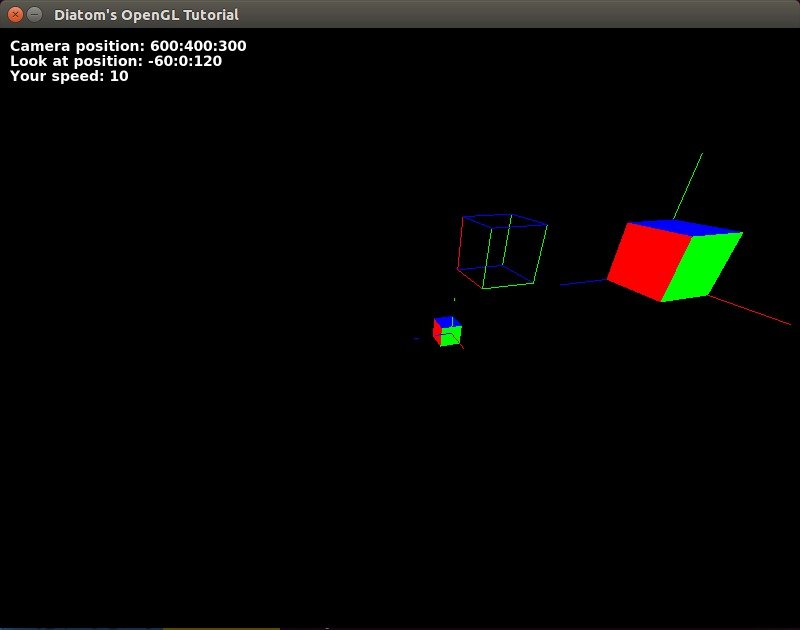 Diatom's OpenGL Tutorial
Camera position: 600:400:300
Look at position: -60:0:120
Your speed: 10